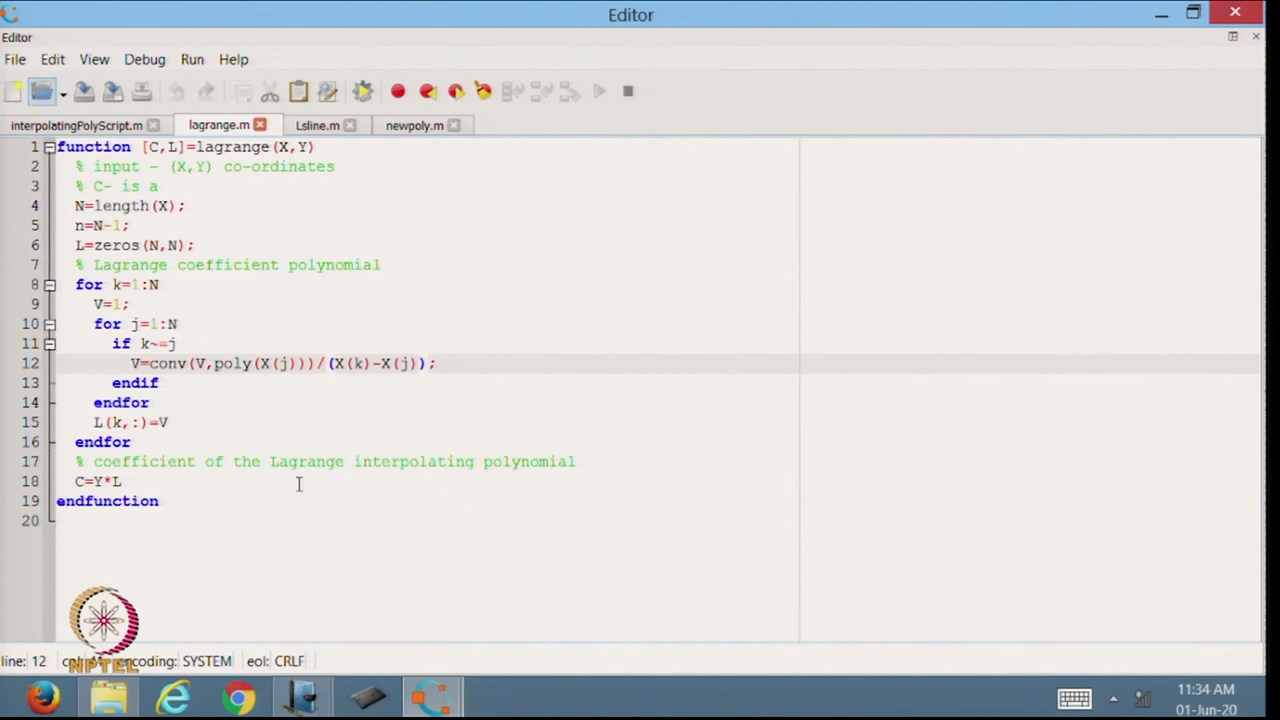 Editor
Editor
File Edit View Debug Run Help
interpolatingPolyScript.m lagrange.m Lsline.m newpoly.m
1 function [C,L]=lagrange(X,Y)
2 % input - (X,Y) co-ordinates
3 % C- is a
4 N=length(X);
5 n=N-1;
6 L=zeros(N,N);
7 % Lagrange coefficient polynomial
8 for k=1:N
9 V=1;
10 for j=1:N
11 if k~=j
12 V=conv(V,poly(X(j)))/(X(k)-X(j));
13 endif
14 endfor
15 L(k,:)=V
16 endfor
17 % coefficient of the Lagrange interpolating polynomial
18 C=Y*L
19 endfunction
20
NPTEL
line: 12 encoding: SYSTEM eol: CRLF
11:34 AM
01-Jun-20